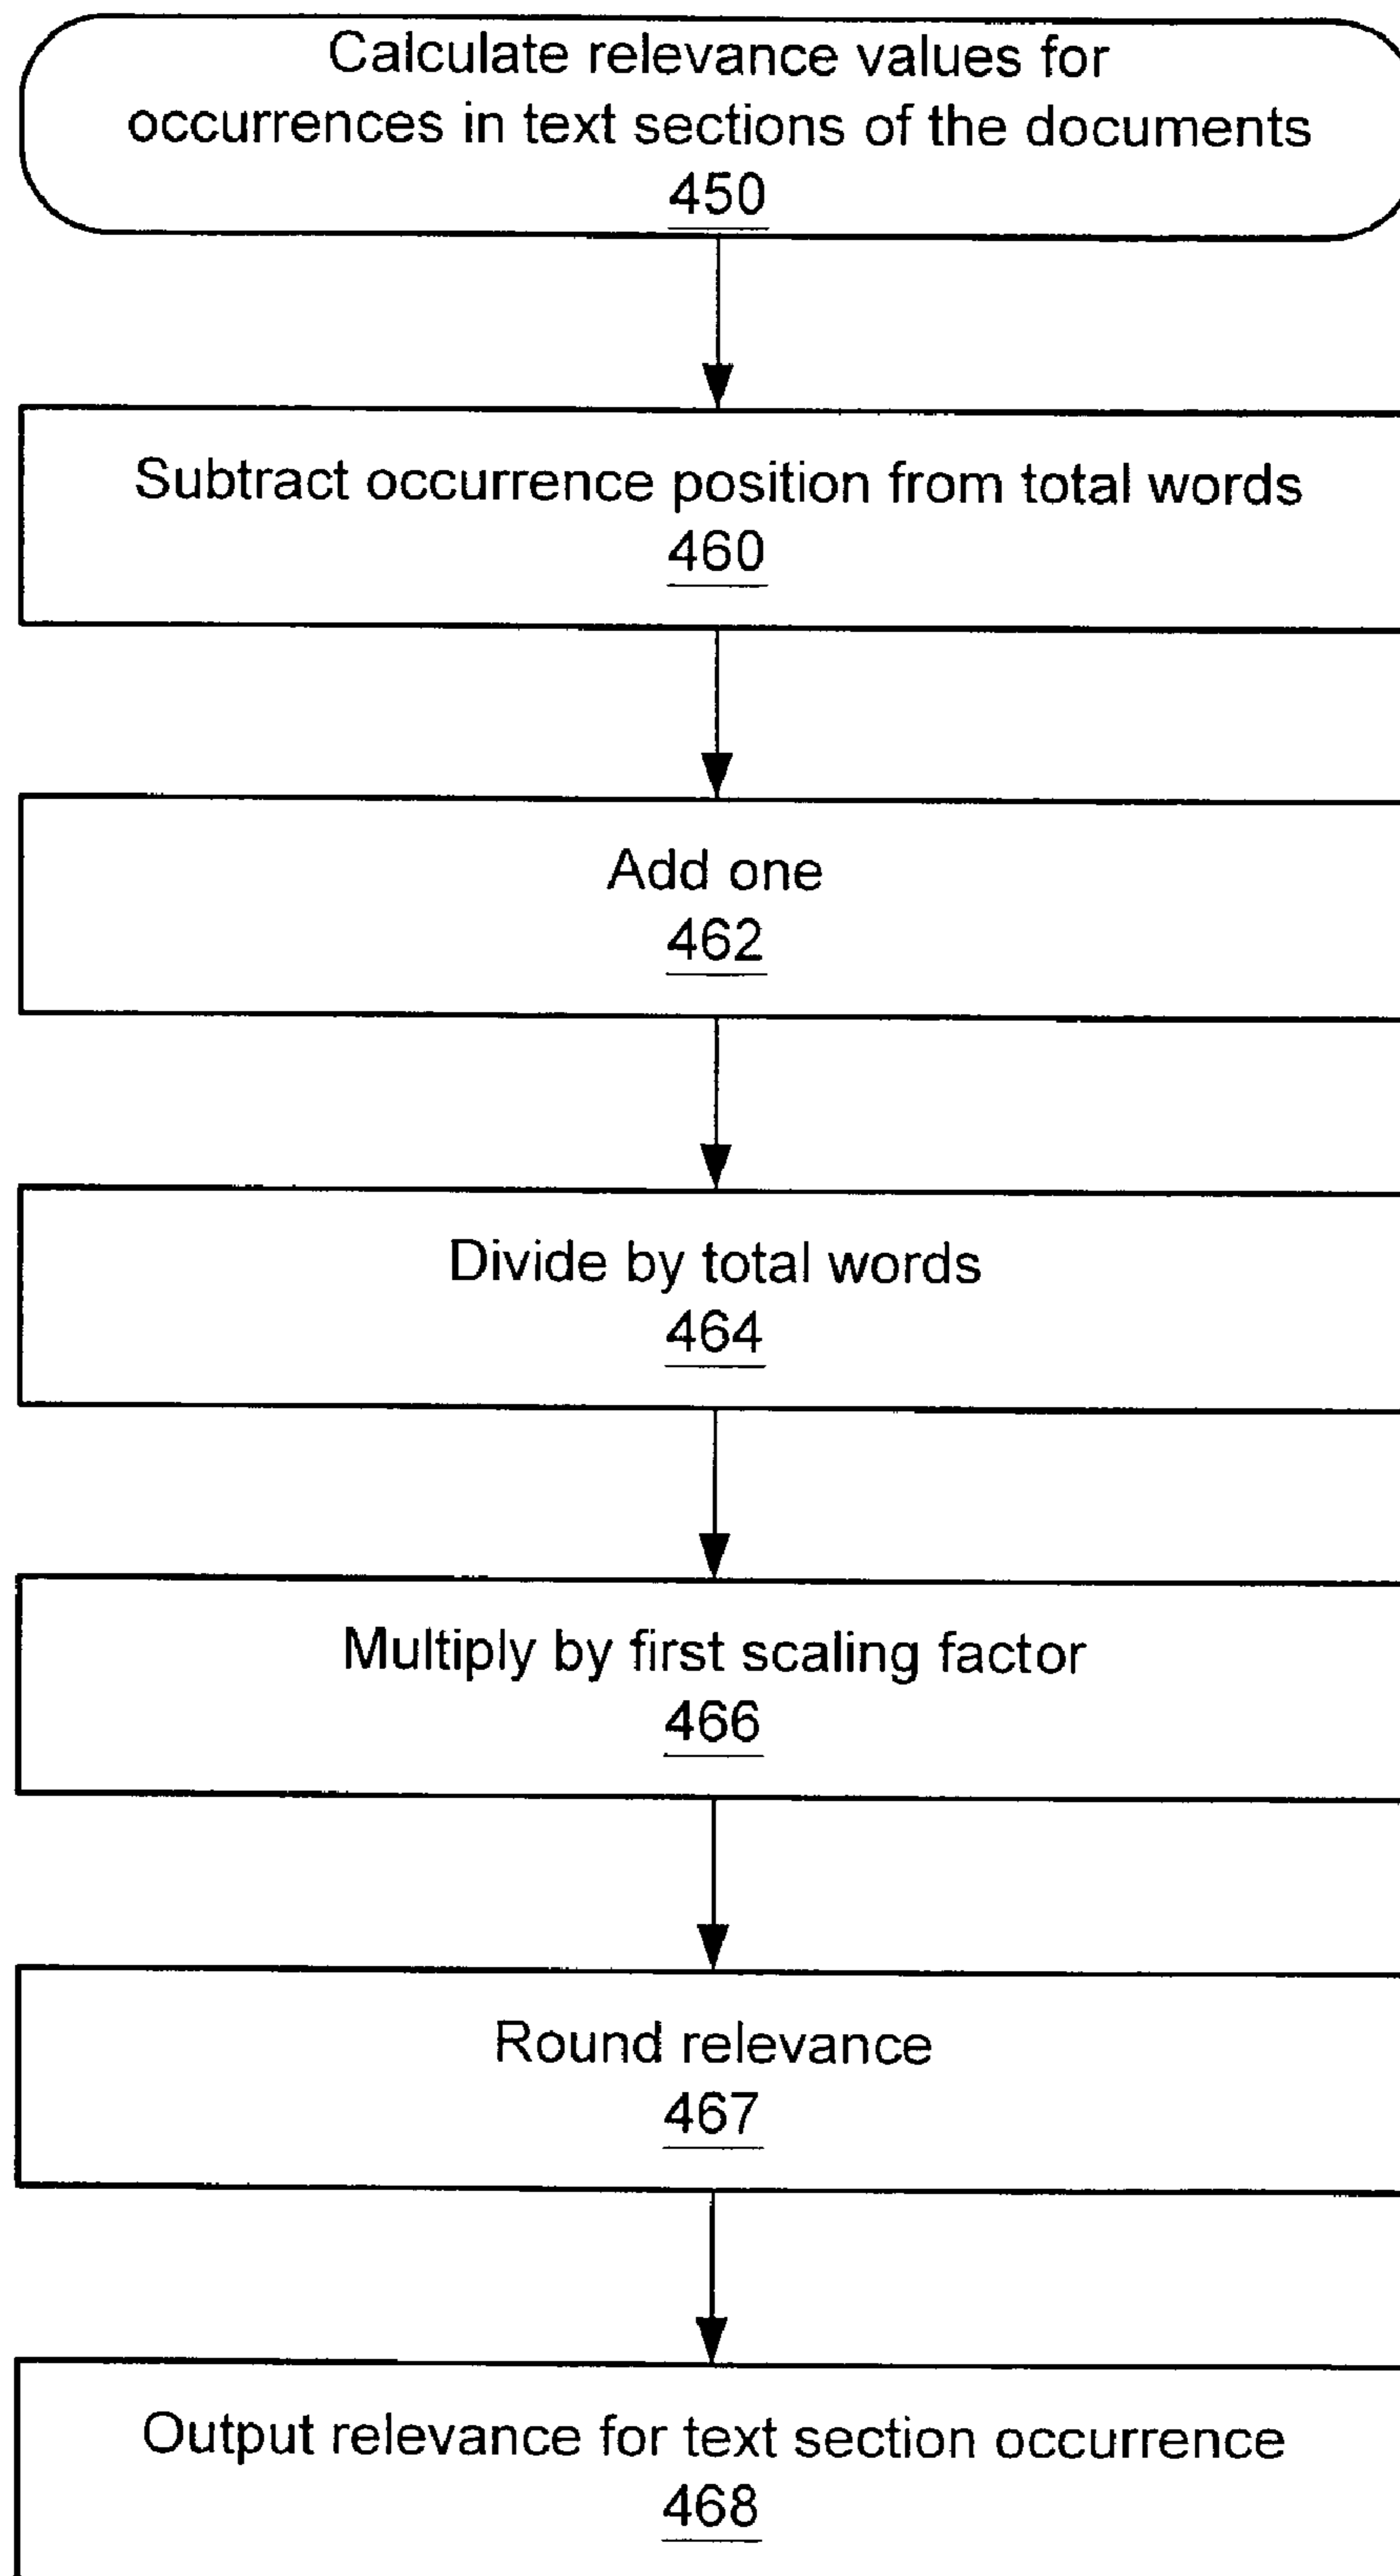 Calculate relevance values for
occurrences in text sections of the documents
450
Subtract occurrence position from total words
460
Add one
462
Divide by total words
464
Multiply by first scaling factor
466
Round relevance
467
Output relevance for text section occurrence
468